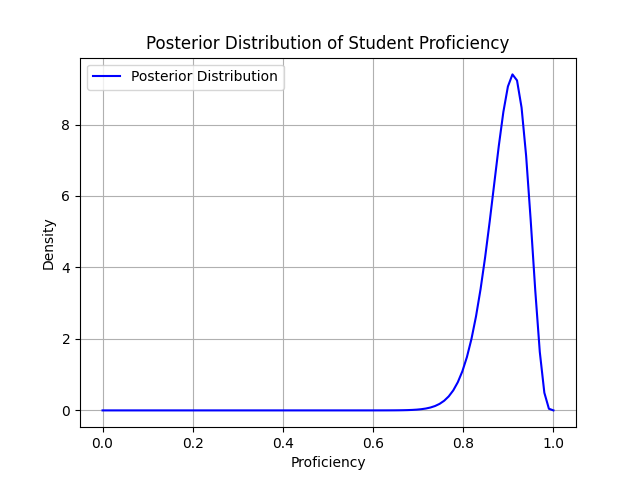 Posterior Distribution of Student Proficiency
Posterior Distribution
Density
8
6
4
2
0
0.0 0.2 0.4 0.6 0.8 1.0
Proficiency